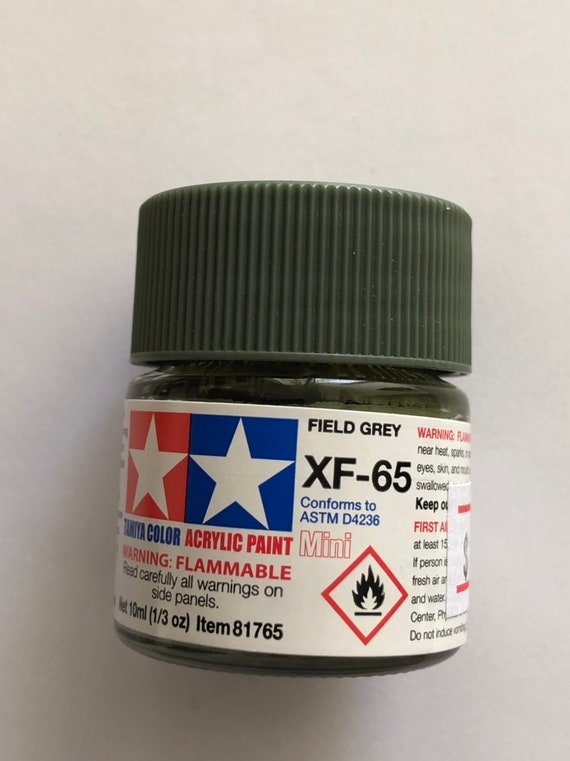 FIELD GREY
XF-65
Conforms to
ASTM D4236
TAMIYA COLOR ACRYLIC PAINT Mini
WARNING: FLAMMABLE
Read carefully all warnings on
side panels.
Net 10ml (1/3 oz) Item 81765
WARNING: FLAM
near heat, sparks,
eyes, skin, and
swallowed
Keep ou
FIRST A
at least 15
If person is
fresh air
and water.
Center,
Do not induce